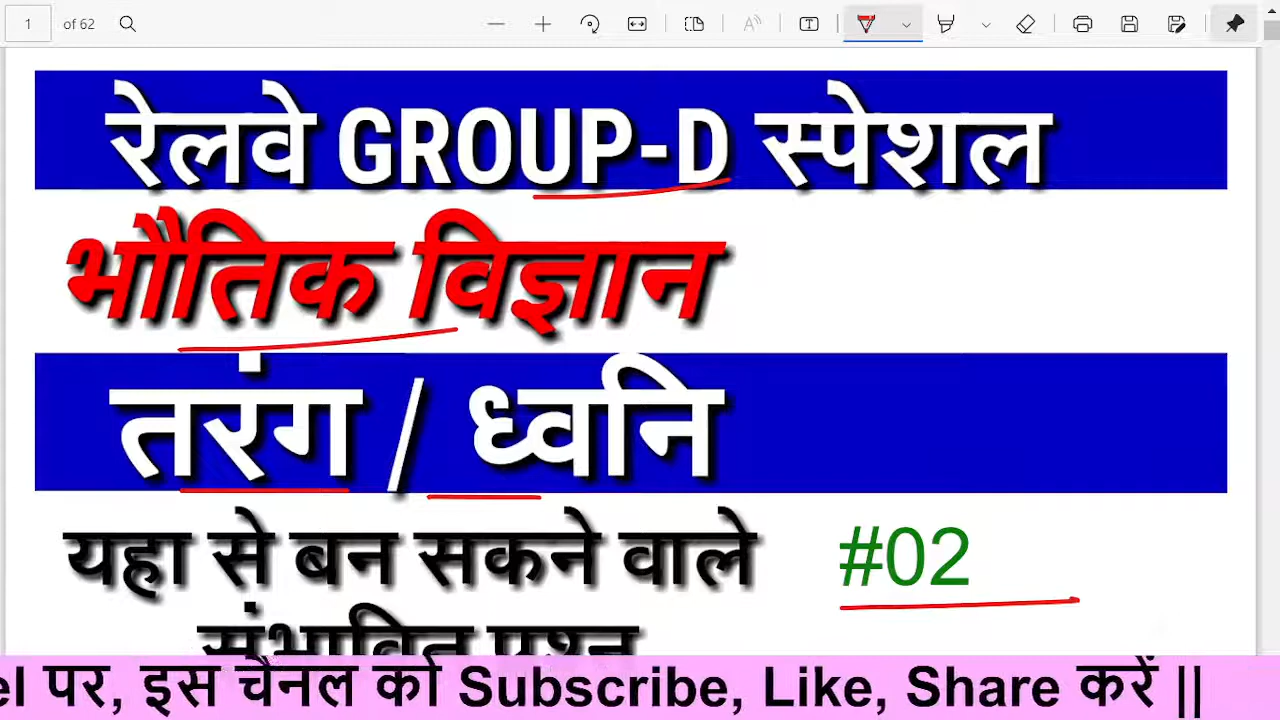 1 of 62
रेलवे GROUP-D स्पेशल
भौतिक विज्ञान
तरंग / ध्वनि
यहा से बन सकने वाले #02
संभावित प्रश्न
पर, इस चैनल को Subscribe, Like, Share करें ||